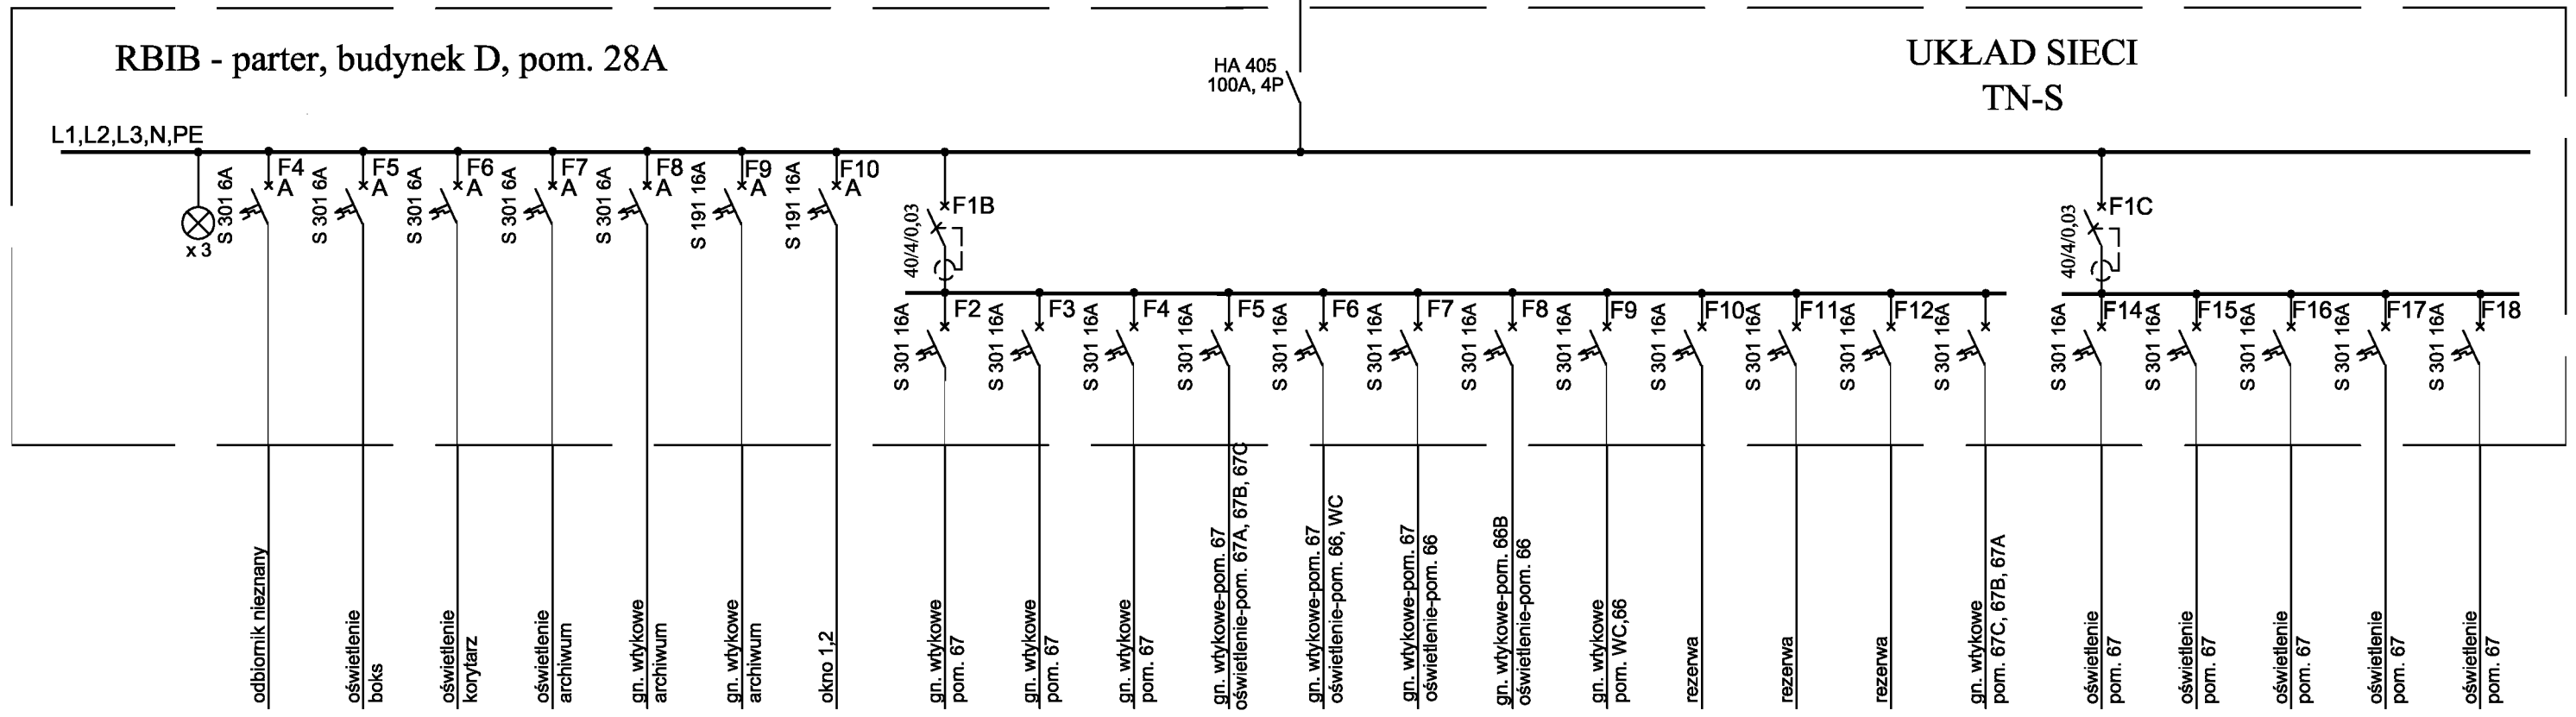 RBIB - parter, budynek D, pom. 28A
HA 405
100A, 4P
UKŁAD SIECI
TN-S
L1,L2,L3,N,PE
x 3
S 301 6A
F4
A
S 301 6A
F5
A
S 301 6A
F6
A
S 301 6A
F7
A
S 301 6A
F8
A
S 191 16A
F9
A
S 191 16A
F10
A
40/4/0,03
F1B
40/4/0,03
F1C
S 301 16A
F2
S 301 16A
F3
S 301 16A
F4
S 301 16A
F5
S 301 16A
F6
S 301 16A
F7
S 301 16A
F8
S 301 16A
F9
S 301 16A
F10
S 301 16A
F11
S 301 16A
F12
S 301 16A
S 301 16A
F14
S 301 16A
F15
S 301 16A
F16
S 301 16A
F17
S 301 16A
F18
odbiornik nieznany
oświetlenie
boks
oświetlenie
korytarz
oświetlenie
archiwum
gn. wtykowe
archiwum
gn. wtykowe
archiwum
okno 1,2
gn. wtykowe
pom. 67
gn. wtykowe
pom. 67
gn. wtykowe
pom. 67
gn. wtykowe-pom. 67
oświetlenie-pom. 67A, 67B, 67C
gn. wtykowe-pom. 67
oświetlenie-pom. 66, WC
gn. wtykowe-pom. 67
oświetlenie-pom. 66
gn. wtykowe-pom. 66B
oświetlenie-pom. 66
gn. wtykowe
pom. WC,66
rezerwa
rezerwa
rezerwa
gn. wtykowe
pom. 67C, 67B, 67A
oświetlenie
pom. 67
oświetlenie
pom. 67
oświetlenie
pom. 67
oświetlenie
pom. 67
oświetlenie
pom. 67